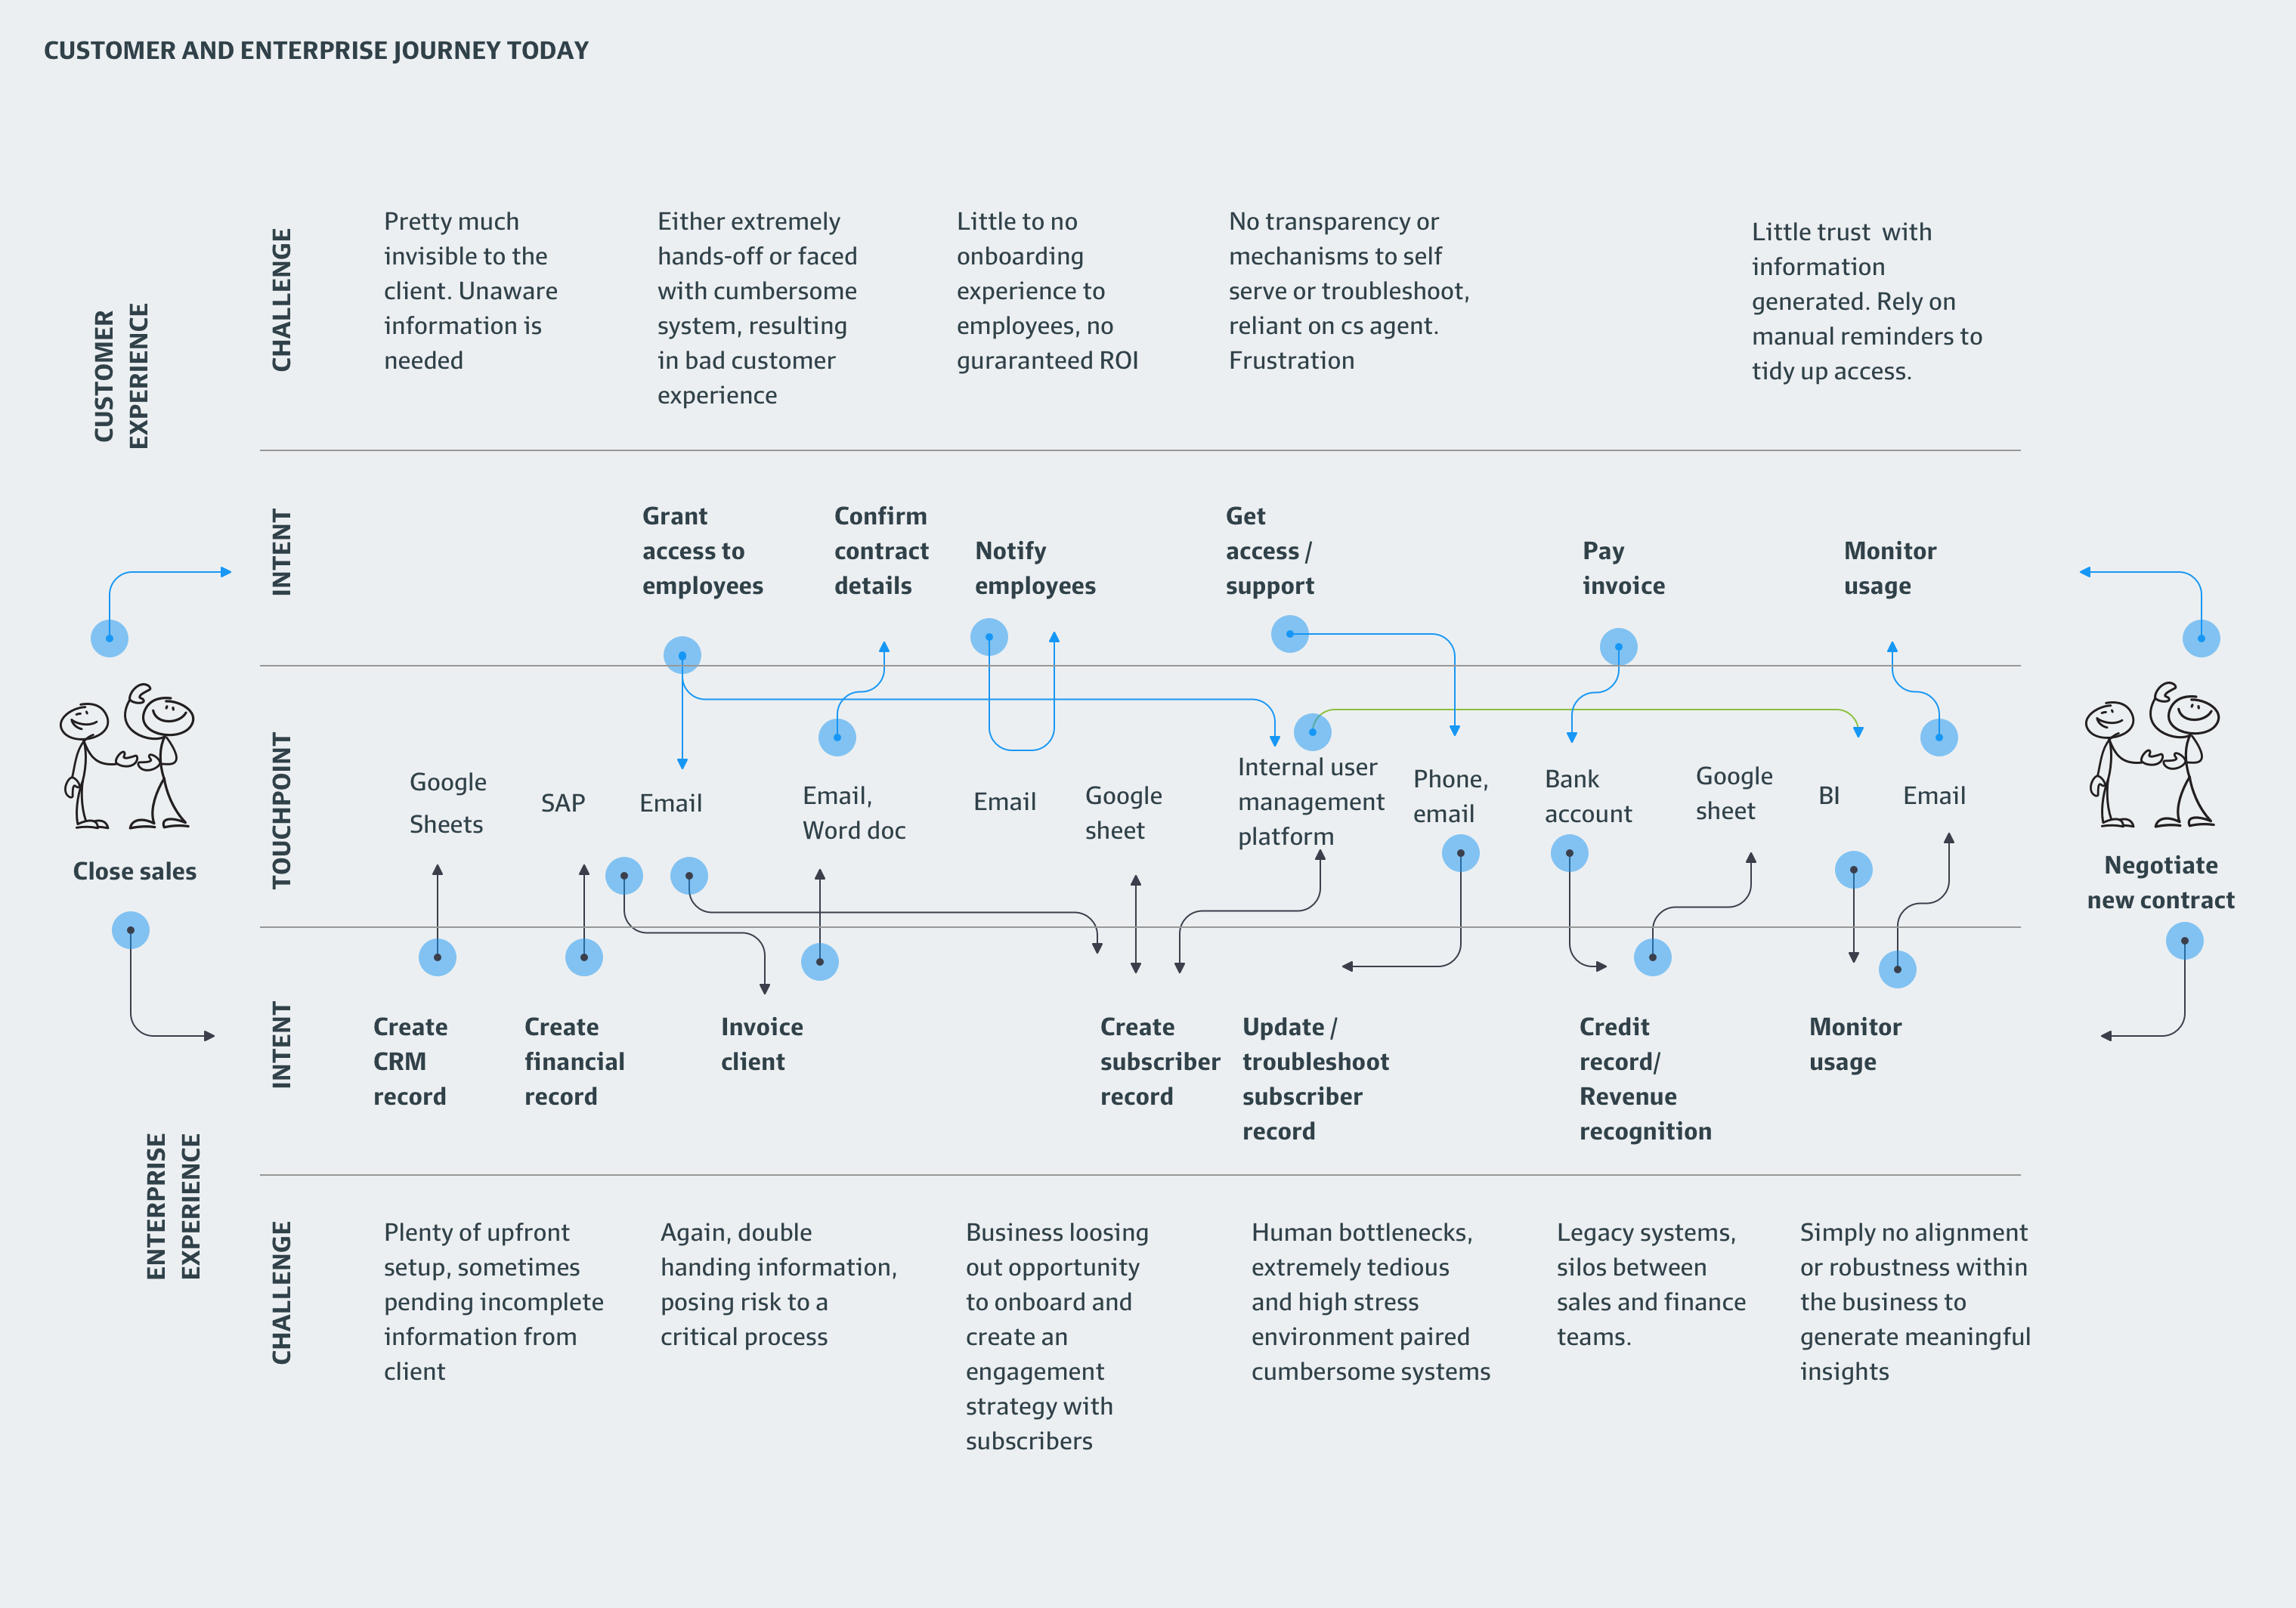 CUSTOMER AND ENTERPRISE JOURNEY TODAY
CUSTOMER
EXPERIENCE
CHALLENGE
Pretty much
invisible to the
client. Unaware
information is
needed
Either extremely
hands-off or faced
with cumbersome
system, resulting
in bad customer
experience
Little to no
onboarding
experience to
employees, no
guraranteed ROI
No transparency or
mechanisms to self
serve or troubleshoot,
reliant on cs agent.
Frustration
Little trust  with
information
generated. Rely on
manual reminders to
tidy up access.
INTENT
Grant
access to
employees
Confirm
contract
details
Notify
employees
Get
access /
support
Pay
invoice
Monitor
usage
Close sales
TOUCHPOINT
Google
Sheets
SAP
Email
Email,
Word doc
Email
Google
sheet
Internal user
management
platform
Phone,
email
Bank
account
Google
sheet
BI
Email
Negotiate
new contract
ENTERPRISE
EXPERIENCE
INTENT
Create
CRM
record
Create
financial
record
Invoice
client
Create
subscriber
record
Update /
troubleshoot
subscriber
record
Credit
record/
Revenue
recognition
Monitor
usage
CHALLENGE
Plenty of upfront
setup, sometimes
pending incomplete
information from
client
Again, double
handing information,
posing risk to a
critical process
Business loosing
out opportunity
to onboard and
create an
engagement
strategy with
subscribers
Human bottlenecks,
extremely tedious
and high stress
environment paired
cumbersome systems
Legacy systems,
silos between
sales and finance
teams.
Simply no alignment
or robustness within
the business to
generate meaningful
insights